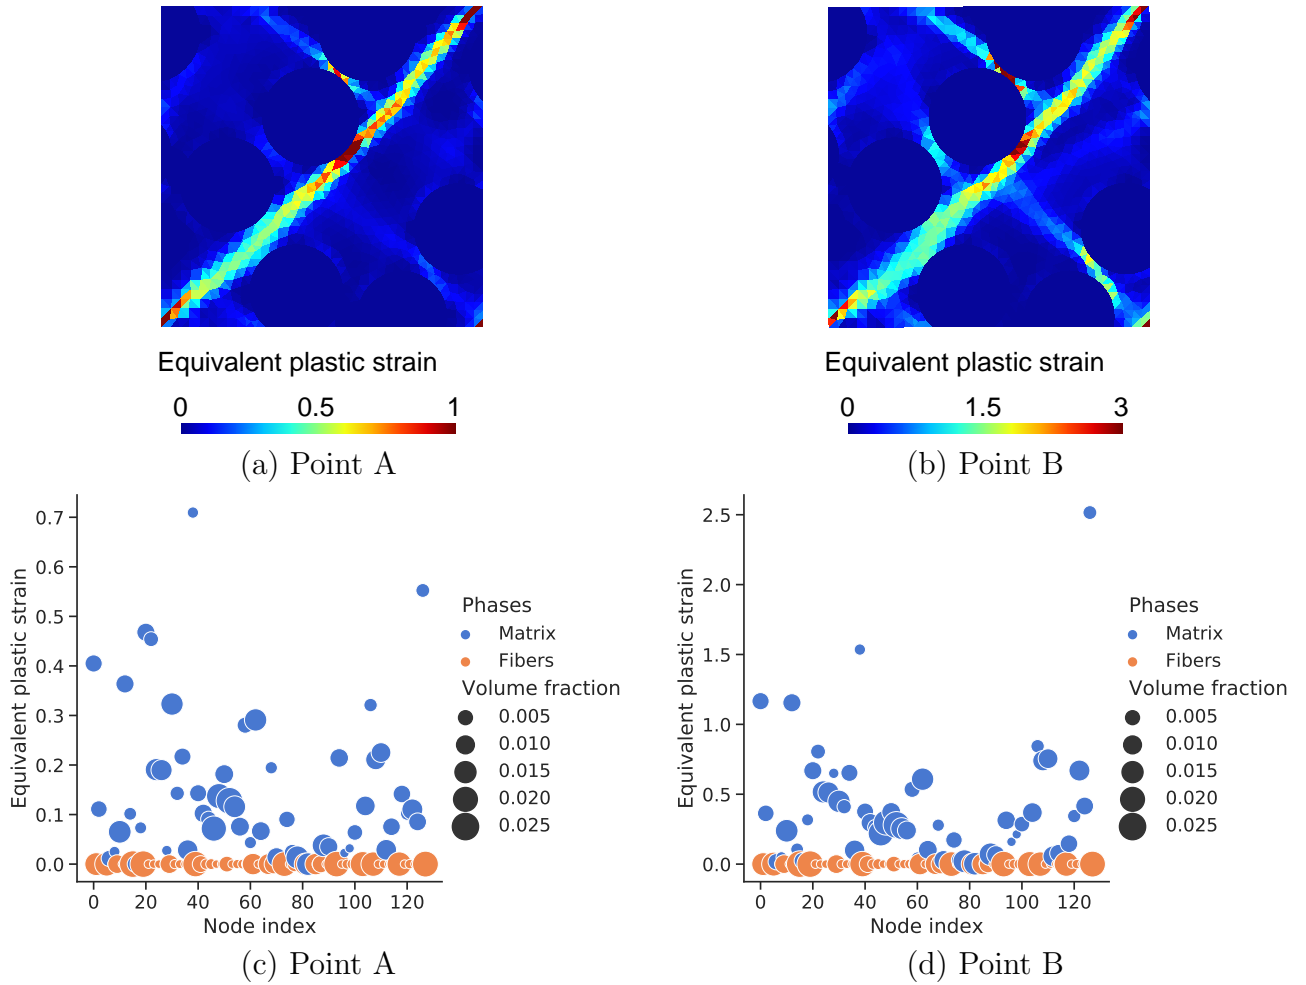 Equivalent plastic strain
0 0.5 1
(a) Point A
Equivalent plastic strain
0 1.5 3
(b) Point B
Equivalent plastic strain
0.7
0.6
0.5
0.4
0.3
0.2
0.1
0.0
0 20 40 60 80 100 120
Node index
Phases
Matrix
Fibers
Volume fraction
0.005
0.010
0.015
0.020
0.025
(c) Point A
Equivalent plastic strain
2.5
2.0
1.5
1.0
0.5
0.0
0 20 40 60 80 100 120
Node index
Phases
Matrix
Fibers
Volume fraction
0.005
0.010
0.015
0.020
0.025
(d) Point B